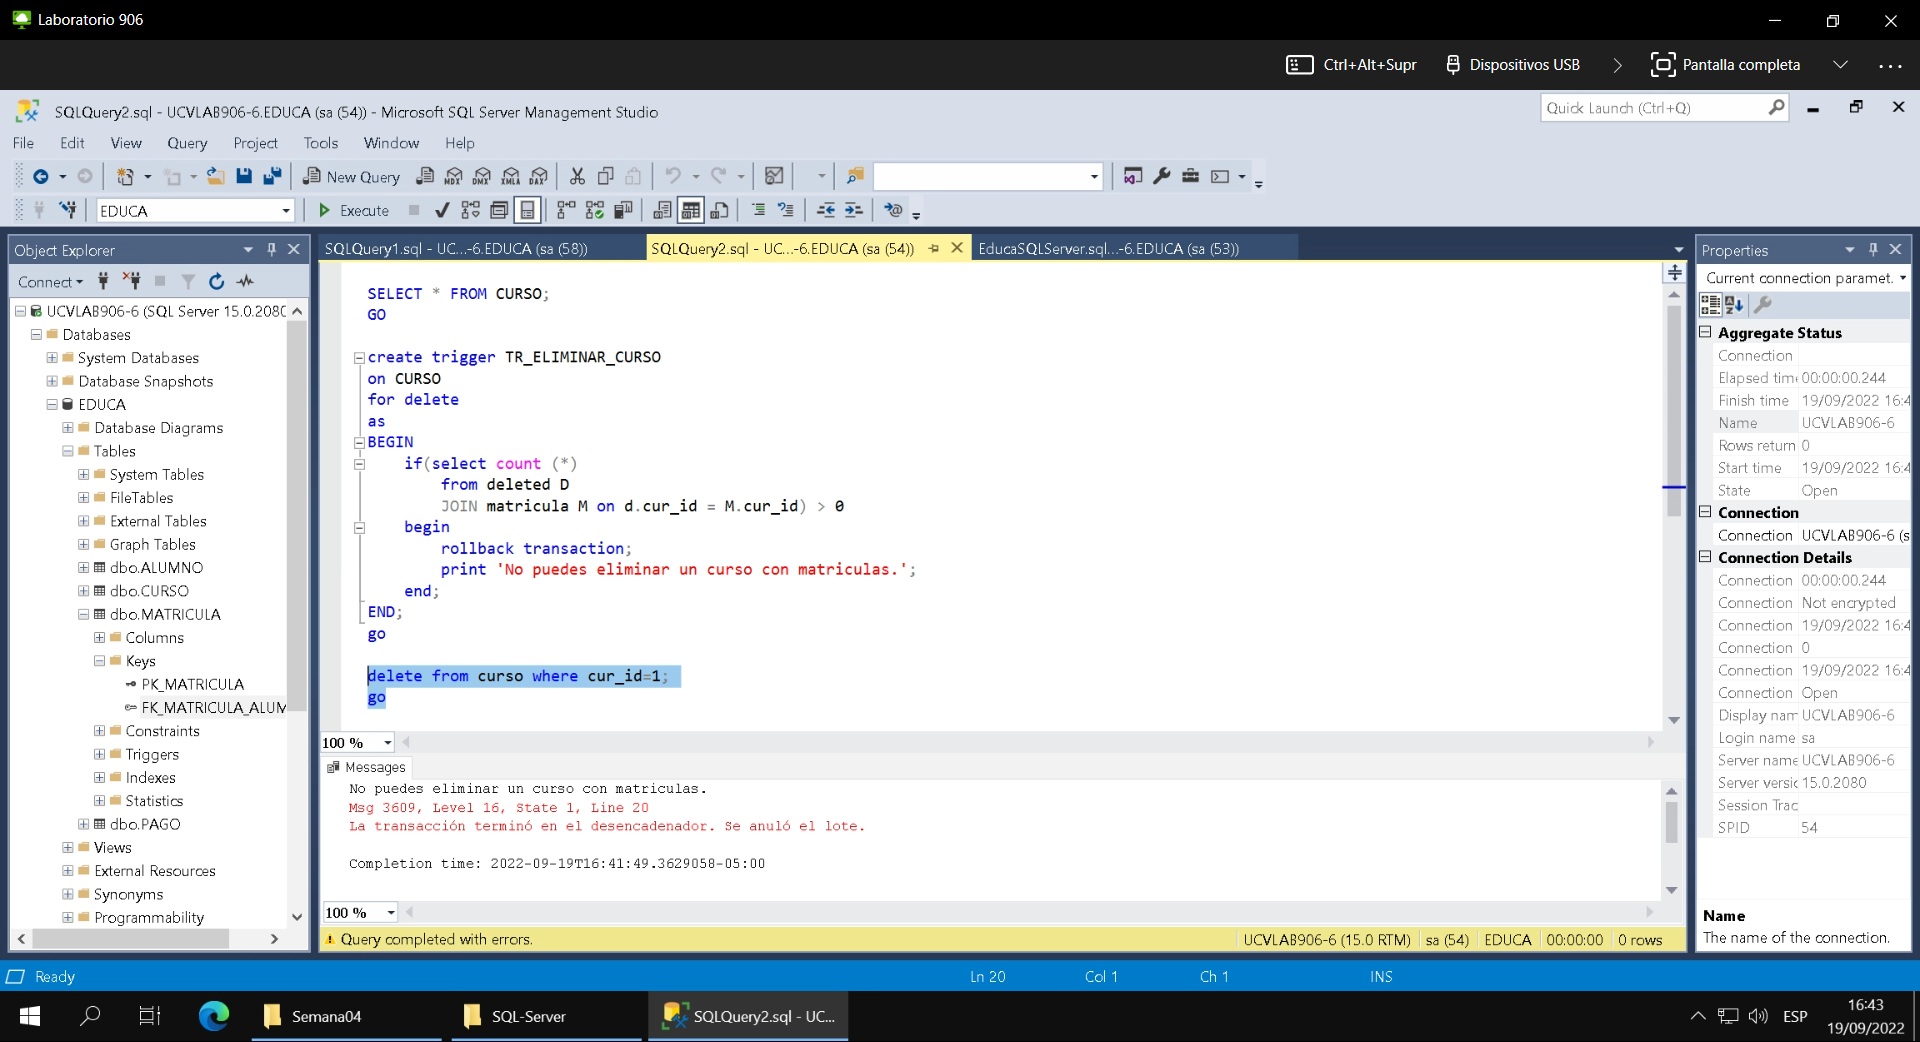 Laboratorio 906
Ctrl+Alt+Supr
Dispositivos USB
Pantalla completa
SQLQuery2.sql - UCVLAB906-6.EDUCA (sa (54)) - Microsoft SQL Server Management Studio
Quick Launch (Ctrl+Q)
File Edit View Query Project Tools Window Help
New Query
MDX DMX XMLA DAX
EDUCA
Execute
Object Explorer
Connect
UCVLAB906-6 (SQL Server 15.0.2080
Databases
System Databases
Database Snapshots
EDUCA
Database Diagrams
Tables
System Tables
FileTables
External Tables
Graph Tables
dbo.ALUMNO
dbo.CURSO
dbo.MATRICULA
Columns
Keys
PK_MATRICULA
FK_MATRICULA_ALUM
Constraints
Triggers
Indexes
Statistics
dbo.PAGO
Views
External Resources
Synonyms
Programmability
SQLQuery1.sql - UC...-6.EDUCA (sa (58))
SQLQuery2.sql - UC...-6.EDUCA (sa (54))
EducaSQLServer.sql...-6.EDUCA (sa (53))
SELECT * FROM CURSO;
GO
create trigger TR_ELIMINAR_CURSO
on CURSO
for delete
as
BEGIN
if(select count (*)
from deleted D
JOIN matricula M on d.cur_id = M.cur_id) > 0
begin
rollback transaction;
print 'No puedes eliminar un curso con matriculas.';
end;
END;
go
delete from curso where cur_id=1;
go
100 %
Messages
No puedes eliminar un curso con matriculas.
Msg 3609, Level 16, State 1, Line 20
La transacción terminó en el desencadenador. Se anuló el lote.
Completion time: 2022-09-19T16:41:49.3629058-05:00
100 %
Query completed with errors.
UCVLAB906-6 (15.0 RTM) sa (54) EDUCA 00:00:00 0 rows
Properties
Current connection paramet.
Aggregate Status
Connection
Elapsed time 00:00:00.244
Finish time 19/09/2022 16:4
Name UCVLAB906-6
Rows return 0
Start time 19/09/2022 16:4
State Open
Connection
Connection UCVLAB906-6 (s
Connection Details
Connection 00:00:00.244
Connection Not encrypted
Connection 19/09/2022 16:4
Connection 0
Connection 19/09/2022 16:4
Connection Open
Display nam UCVLAB906-6
Login name sa
Server name UCVLAB906-6
Server versic 15.0.2080
Session Trac
SPID 54
Name
The name of the connection.
Ready
Ln 20
Col 1
Ch 1
INS
Semana04
SQL-Server
SQLQuery2.sql - UC...
ESP
16:43
19/09/2022